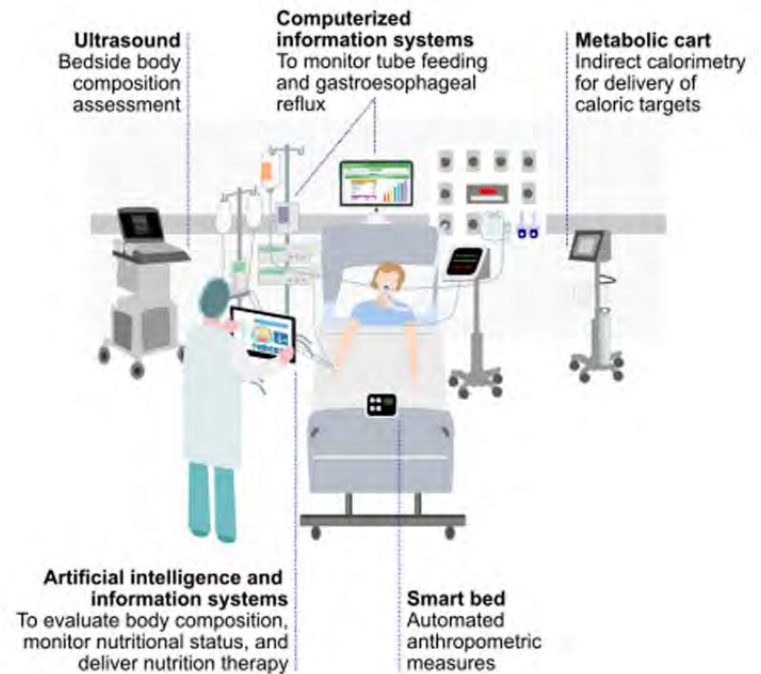 Ultrasound
Bedside body
composition
assessment
Computerized
information systems
To monitor tube feeding
and gastroesophageal
reflux
Metabolic cart
Indirect calorimetry
for delivery of
caloric targets
Artificial intelligence and
information systems
To evaluate body composition,
monitor nutritional status, and
deliver nutrition therapy
Smart bed
Automated
anthropometric
measures